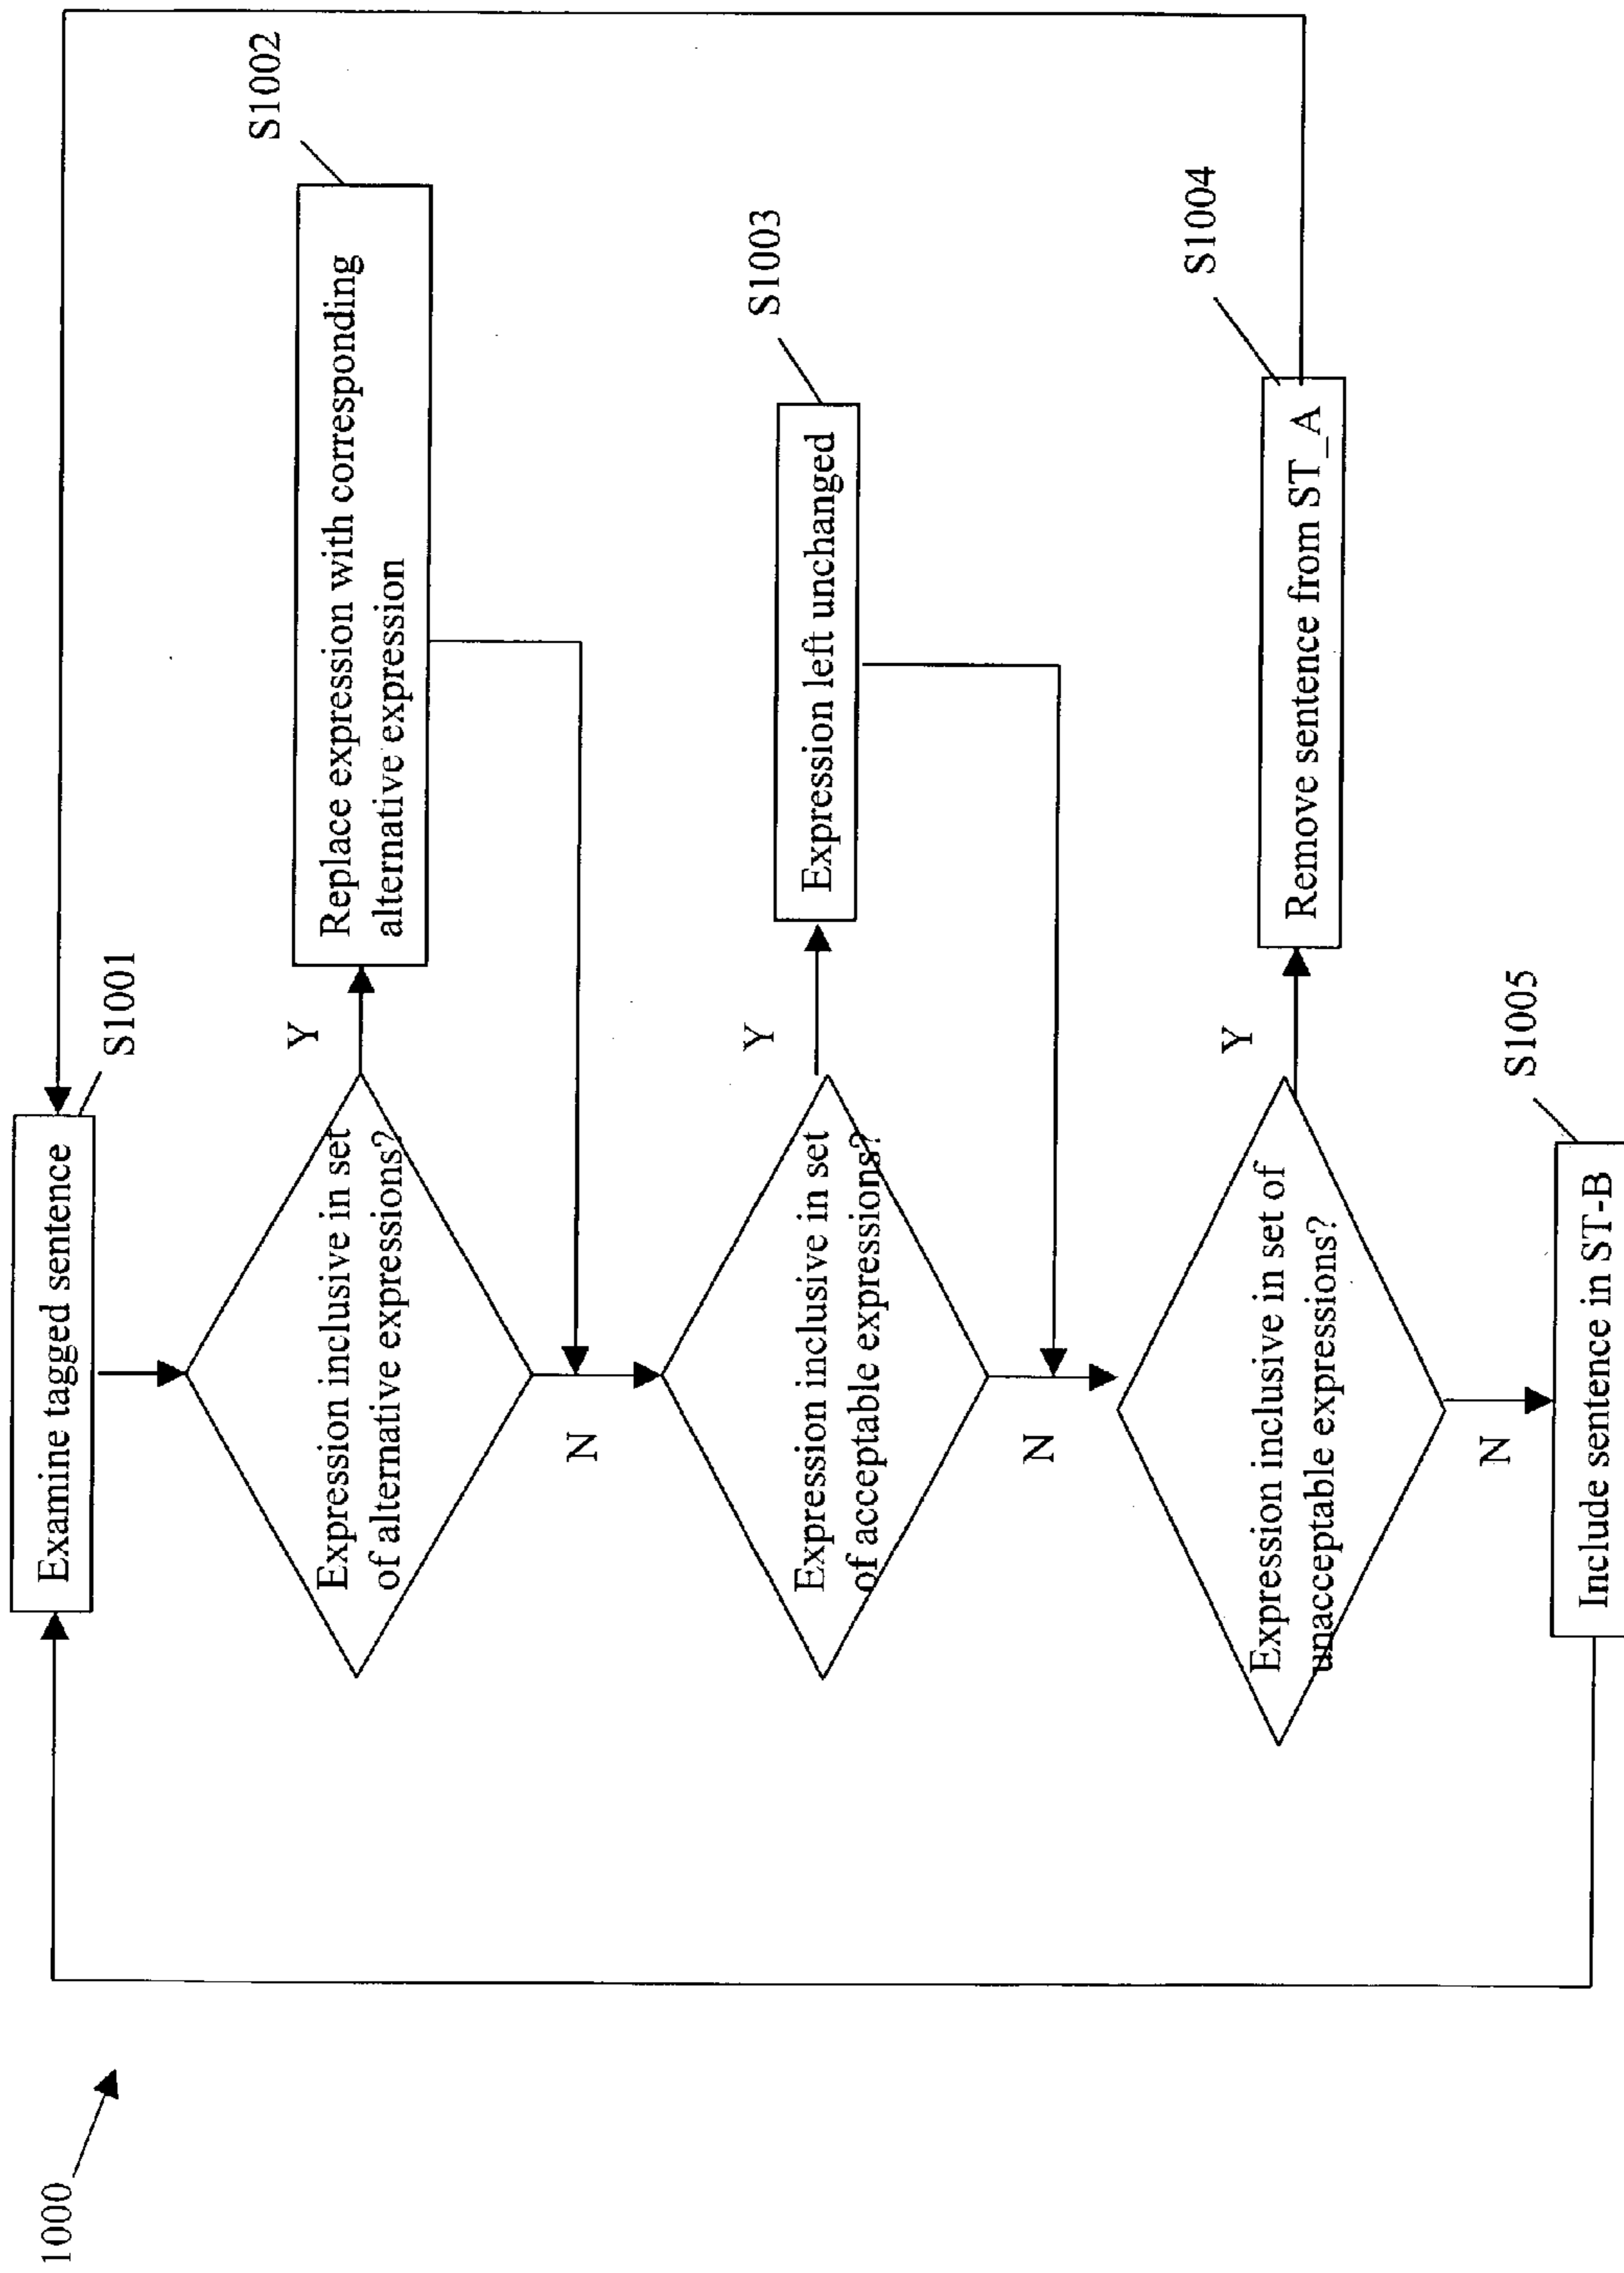 1000
Examine tagged sentence
S1001
Expression inclusive in set
of alternative expressions?
Y
Replace expression with corresponding
alternative expression
S1002
N
Expression inclusive in set
of acceptable expressions?
Y
Expression left unchanged
S1003
N
Expression inclusive in set of
unacceptable expressions?
Y
Remove sentence from ST_A
S1004
N
Include sentence in ST-B
S1005